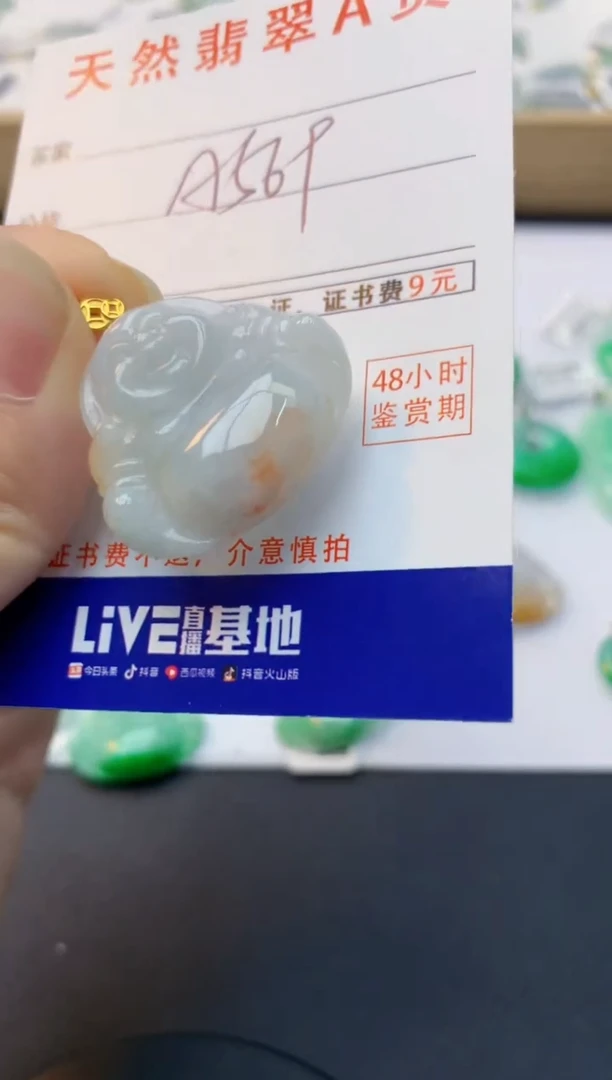 天然翡翠A货
A569
证，证书费9元
48小时
鉴赏期
证书费不退，介意慎拍
LIVE直播基地
今日头条 抖音 西瓜视频 抖音火山版